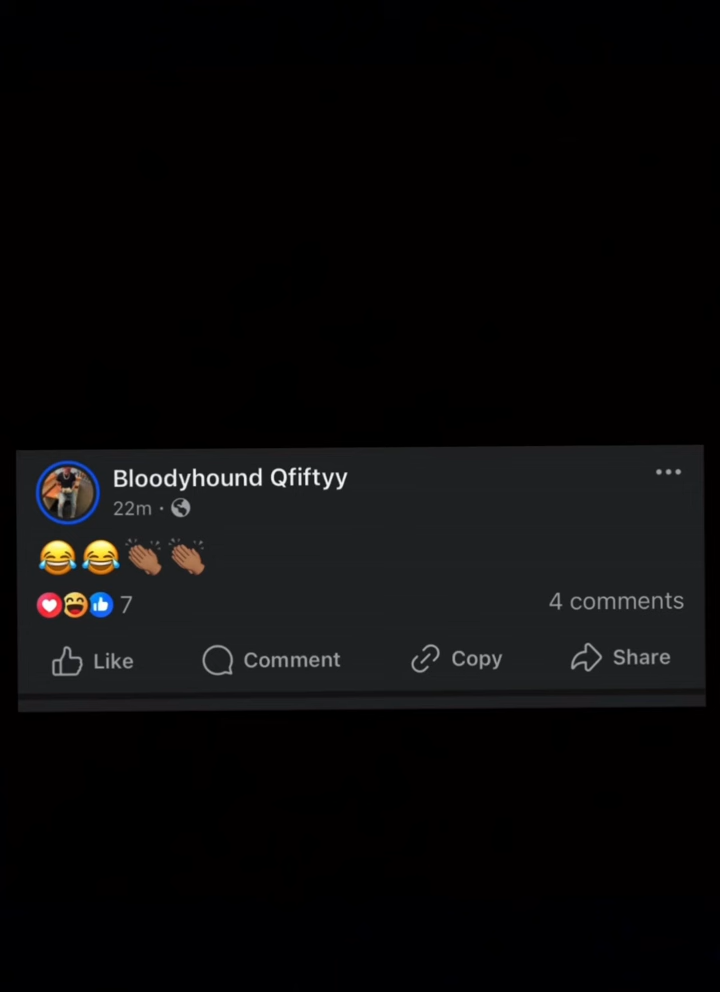 Bloodyhound Qfiftyy
22m ·
😂😂👏🏽👏🏽
7
4 comments
Like
Comment
Copy
Share